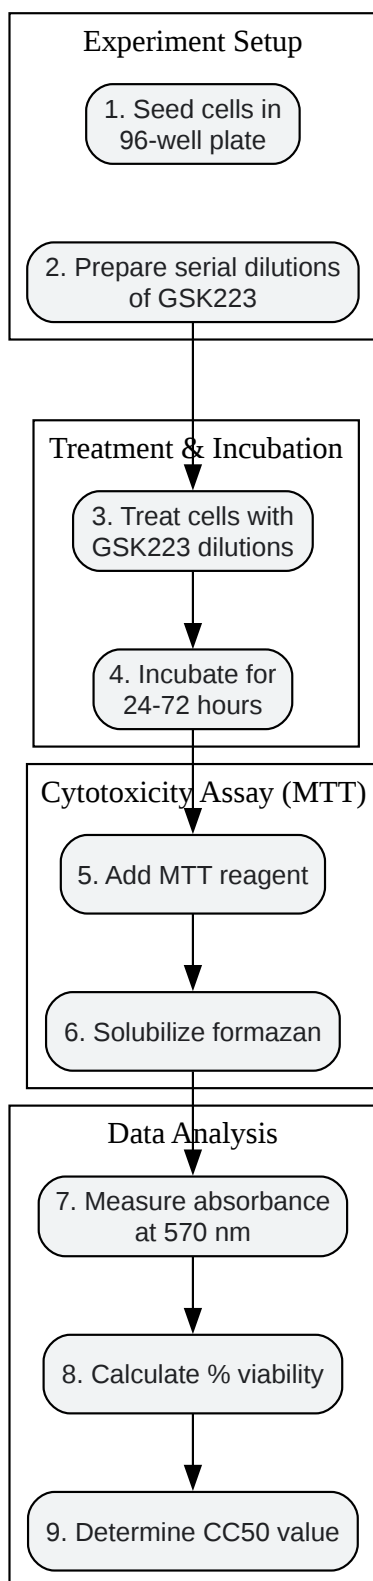 Experiment Setup
1. Seed cells in
96-well plate
2. Prepare serial dilutions
of GSK223
Treatment & Incubation
3. Treat cells with
GSK223 dilutions
4. Incubate for
24-72 hours
Cytotoxicity Assay (MTT)
5. Add MTT reagent
6. Solubilize formazan
Data Analysis
7. Measure absorbance
at 570 nm
8. Calculate % viability
9. Determine CC50 value